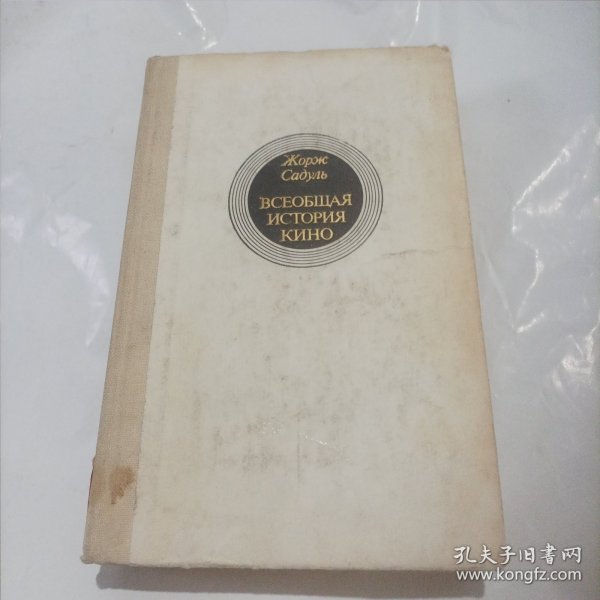 Жорж
Садуль
ВСЕОБЩАЯ
ИСТОРИЯ
КИНО
孔夫子旧书网
www.kongfz.com